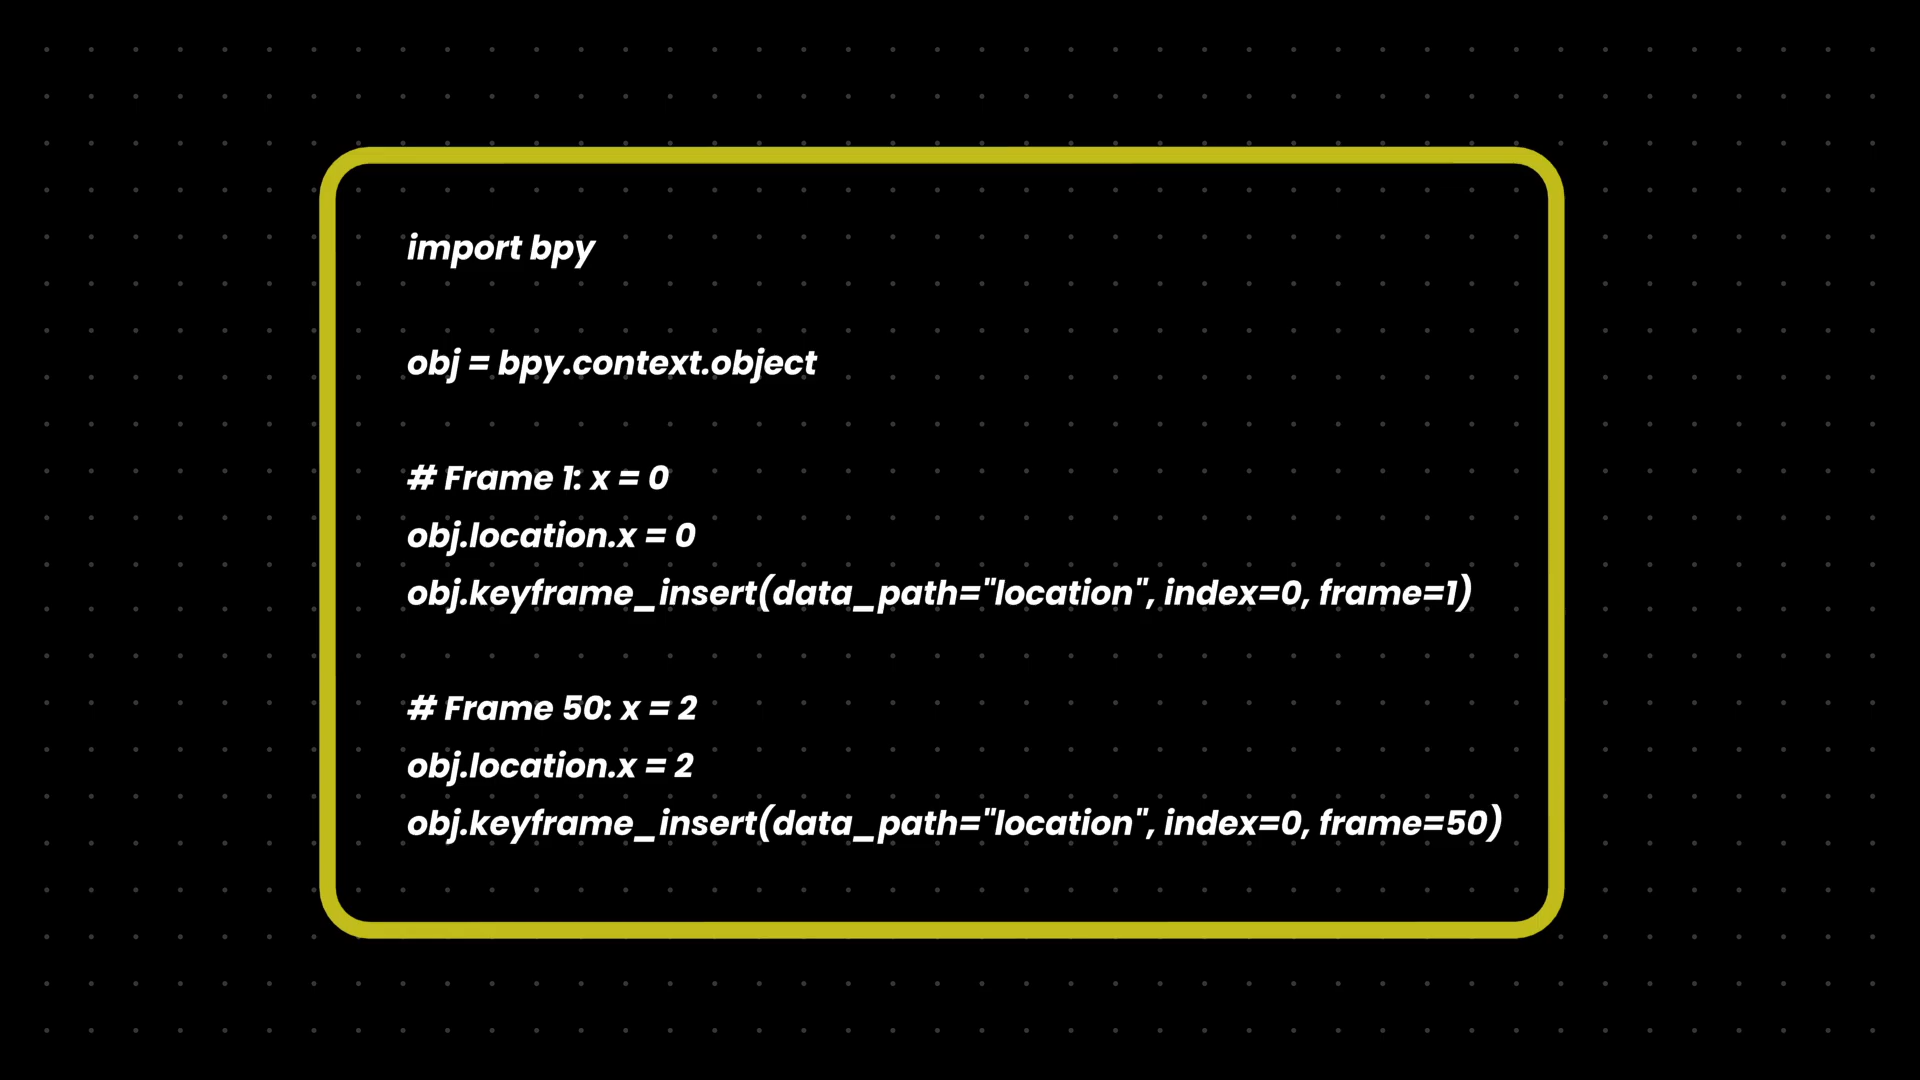 import bpy
obj = bpy.context.object
# Frame 1: x = 0
obj.location.x = 0
obj.keyframe_insert(data_path="location", index=0, frame=1)
# Frame 50: x = 2
obj.location.x = 2
obj.keyframe_insert(data_path="location", index=0, frame=50)